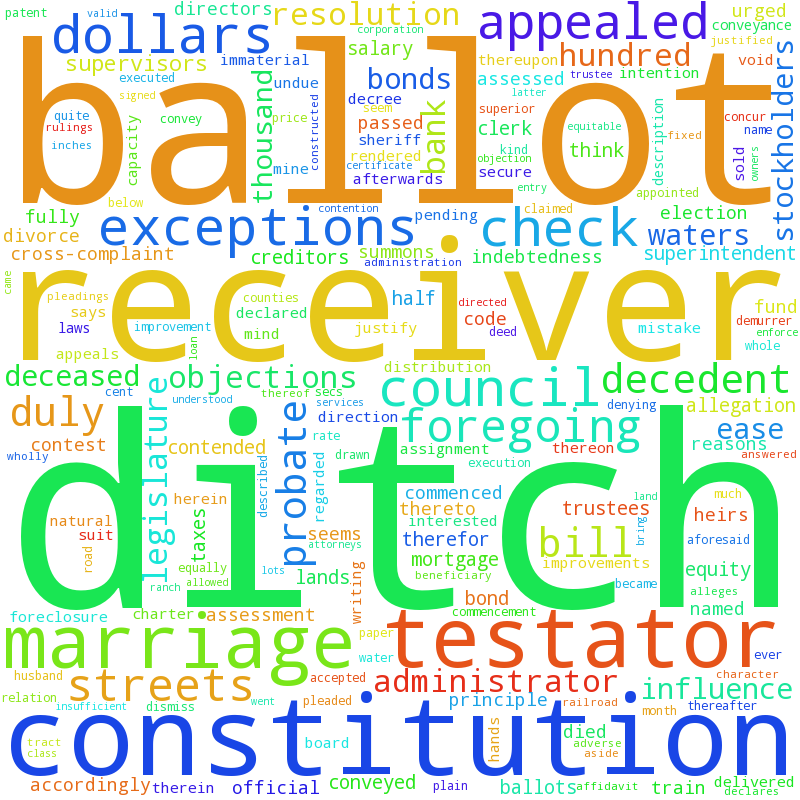 patent valid directors resolution corporation appealed urged conveyance
dollars salary thereupon hundred justified
supervisors immaterial bonds assessed trustee intention void
executed undue decree latter
signed thousand seem bank superior stockholders
ballot
quite rulings convey price constructed passed clerk equitable fixed concur name
inches capacity mine sheriff kind think description sold owners
rendered certificate objection
below afterwards secure entry appointed
fully exceptions contention pending check claimed election
divorce waters
cross-complaint creditors summons indebtedness superintendent
administration
receiver
came pleadings counties half directed fund
says declared code deed mistake demurrer
laws improvement mind justify enforce
appeals loan whole
distribution
deceased objections council decedent
cent understood thereof secs services denying allegation
duly legislature probate direction foregoing ease
contest contended rate assignment thereon reasons
wholly described regarded drawn execution answered
ditch
natural herein commenced land much
suit taxes seems thereto trustees heirs
road interested therefor bill bring aforesaid
equally attorneys mortgage improvements
ranch allowed lots lands beneficiary became equity
foreclosure charter assessment writing bond named alleges
commencement
marriage paper testator
water ever
husband streets accepted administrator railroad character
relation insufficient dismiss went pleaded principle month influence thereafter
constitution
tract class board hands died adverse aside
accordingly therein official conveyed plain ballots affidavit train delivered declares